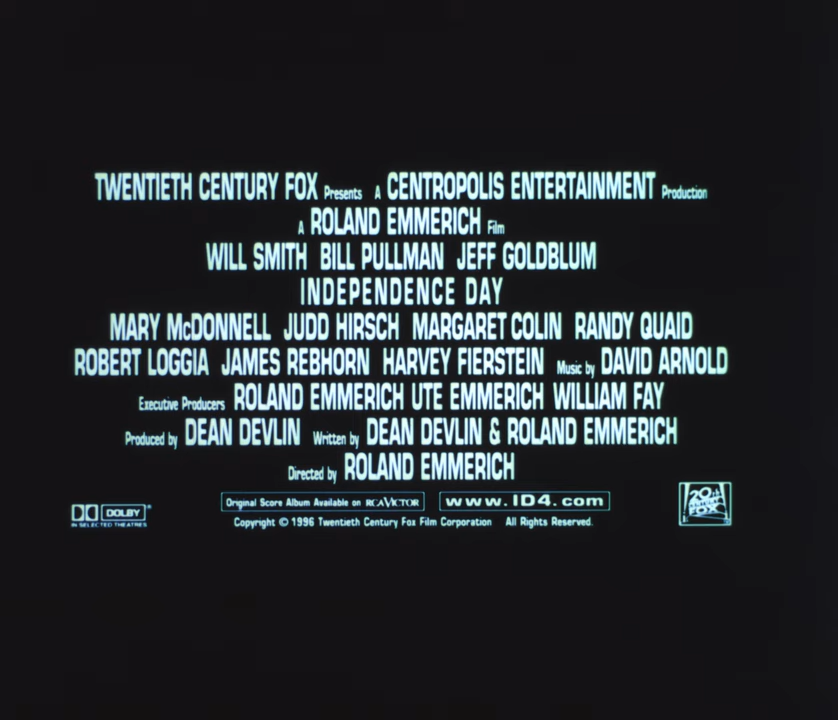 TWENTIETH CENTURY FOX Presents A CENTROPOLIS ENTERTAINMENT Production
A ROLAND EMMERICH Film
WILL SMITH BILL PULLMAN JEFF GOLDBLUM
INDEPENDENCE DAY
MARY McDONNELL JUDD HIRSCH MARGARET COLIN RANDY QUAID
ROBERT LOGGIA JAMES REBHORN HARVEY FIERSTEIN Music by DAVID ARNOLD
Executive Producers ROLAND EMMERICH UTE EMMERICH WILLIAM FAY
Produced by DEAN DEVLIN Written by DEAN DEVLIN & ROLAND EMMERICH
Directed by ROLAND EMMERICH
Original Score Album Available on RCA VICTOR www.ID4.com
DOLBY
IN SELECTED THEATRES
Copyright © 1996 Twentieth Century Fox Film Corporation All Rights Reserved.
20th
CENTURY
FOX